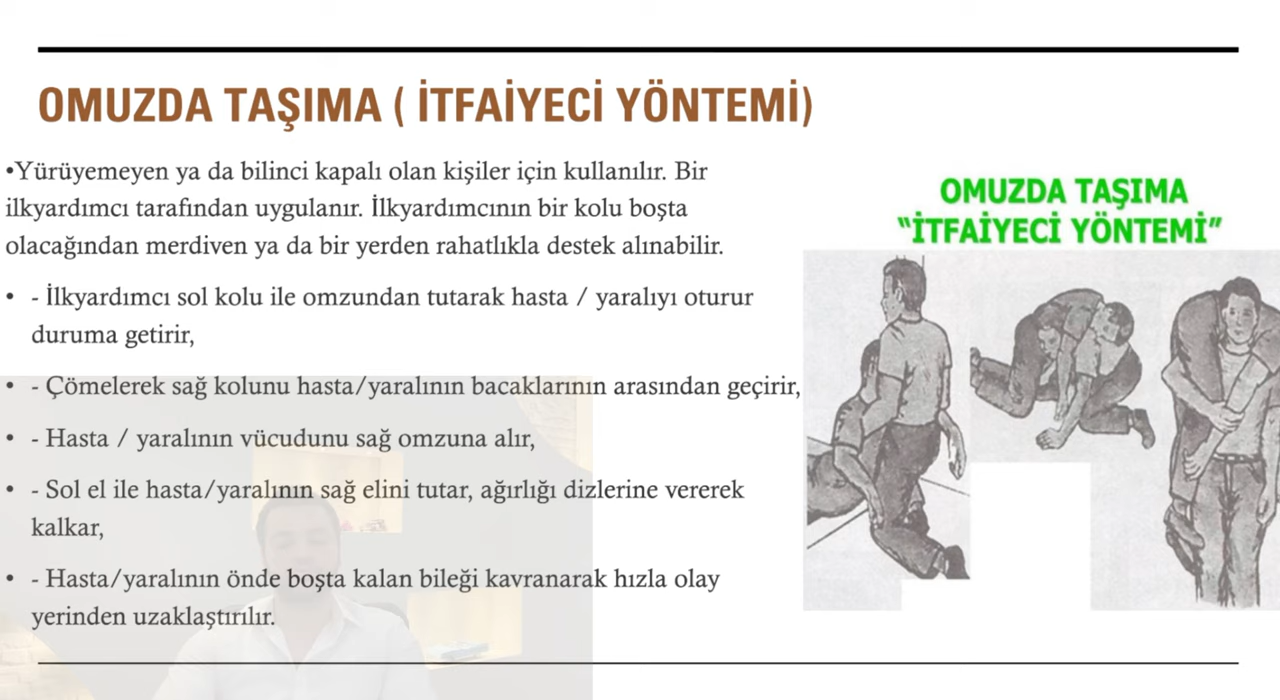 OMUZDA TAŞIMA ( İTFAİYECİ YÖNTEMİ)
•Yürüyemeyen ya da bilinci kapalı olan kişiler için kullanılır. Bir
ilkyardımcı tarafından uygulanır. İlkyardımcının bir kolu boşta
olacağından merdiven ya da bir yerden rahatlıkla destek alınabilir.
• - İlkyardımcı sol kolu ile omzundan tutarak hasta / yaralıyı oturur
duruma getirir,
• - Çömelerek sağ kolunu hasta/yaralının bacaklarının arasından geçirir,
• - Hasta / yaralının vücudunu sağ omzuna alır,
• - Sol el ile hasta/yaralının sağ elini tutar, ağırlığı dizlerine vererek
kalkar,
• - Hasta/yaralının önde boşta kalan bileği kavranarak hızla olay
yerinden uzaklaştırılır.
OMUZDA TAŞIMA
“İTFAİYECİ YÖNTEMİ”